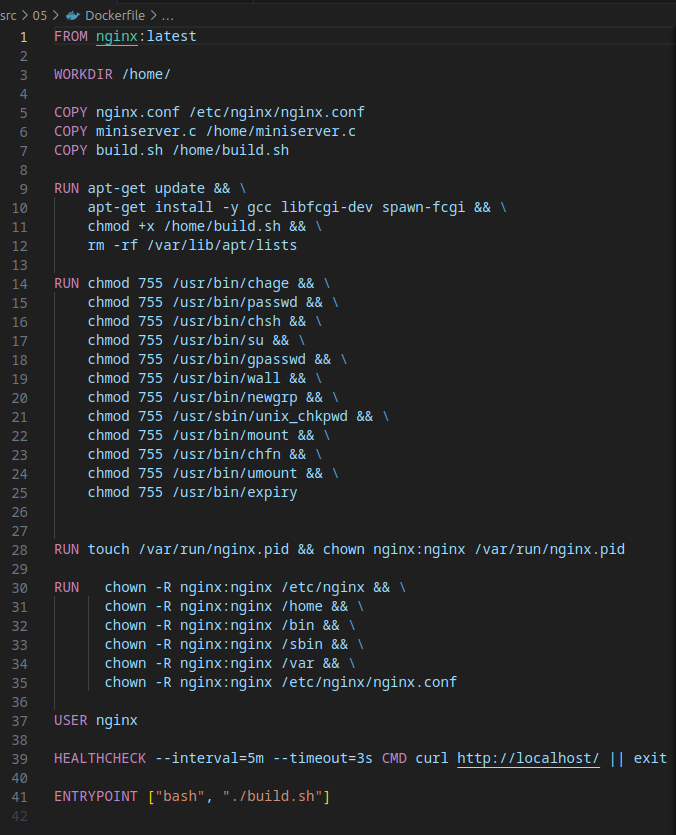 src > 05 > Dockerfile > ...
1 FROM nginx:latest
2
3 WORKDIR /home/
4
5 COPY nginx.conf /etc/nginx/nginx.conf
6 COPY miniserver.c /home/miniserver.c
7 COPY build.sh /home/build.sh
8
9 RUN apt-get update && \
10 apt-get install -y gcc libfcgi-dev spawn-fcgi && \
11 chmod +x /home/build.sh && \
12 rm -rf /var/lib/apt/lists
13
14 RUN chmod 755 /usr/bin/chage && \
15 chmod 755 /usr/bin/passwd && \
16 chmod 755 /usr/bin/chsh && \
17 chmod 755 /usr/bin/su && \
18 chmod 755 /usr/bin/gpasswd && \
19 chmod 755 /usr/bin/wall && \
20 chmod 755 /usr/bin/newgrp && \
21 chmod 755 /usr/sbin/unix_chkpwd && \
22 chmod 755 /usr/bin/mount && \
23 chmod 755 /usr/bin/chfn && \
24 chmod 755 /usr/bin/umount && \
25 chmod 755 /usr/bin/expiry
26
27
28 RUN touch /var/run/nginx.pid && chown nginx:nginx /var/run/nginx.pid
29
30 RUN chown -R nginx:nginx /etc/nginx && \
31 chown -R nginx:nginx /home && \
32 chown -R nginx:nginx /bin && \
33 chown -R nginx:nginx /sbin && \
34 chown -R nginx:nginx /var && \
35 chown -R nginx:nginx /etc/nginx/nginx.conf
36
37 USER nginx
38
39 HEALTHCHECK --interval=5m --timeout=3s CMD curl http://localhost/ || exit
40
41 ENTRYPOINT ["bash", "./build.sh"]
42